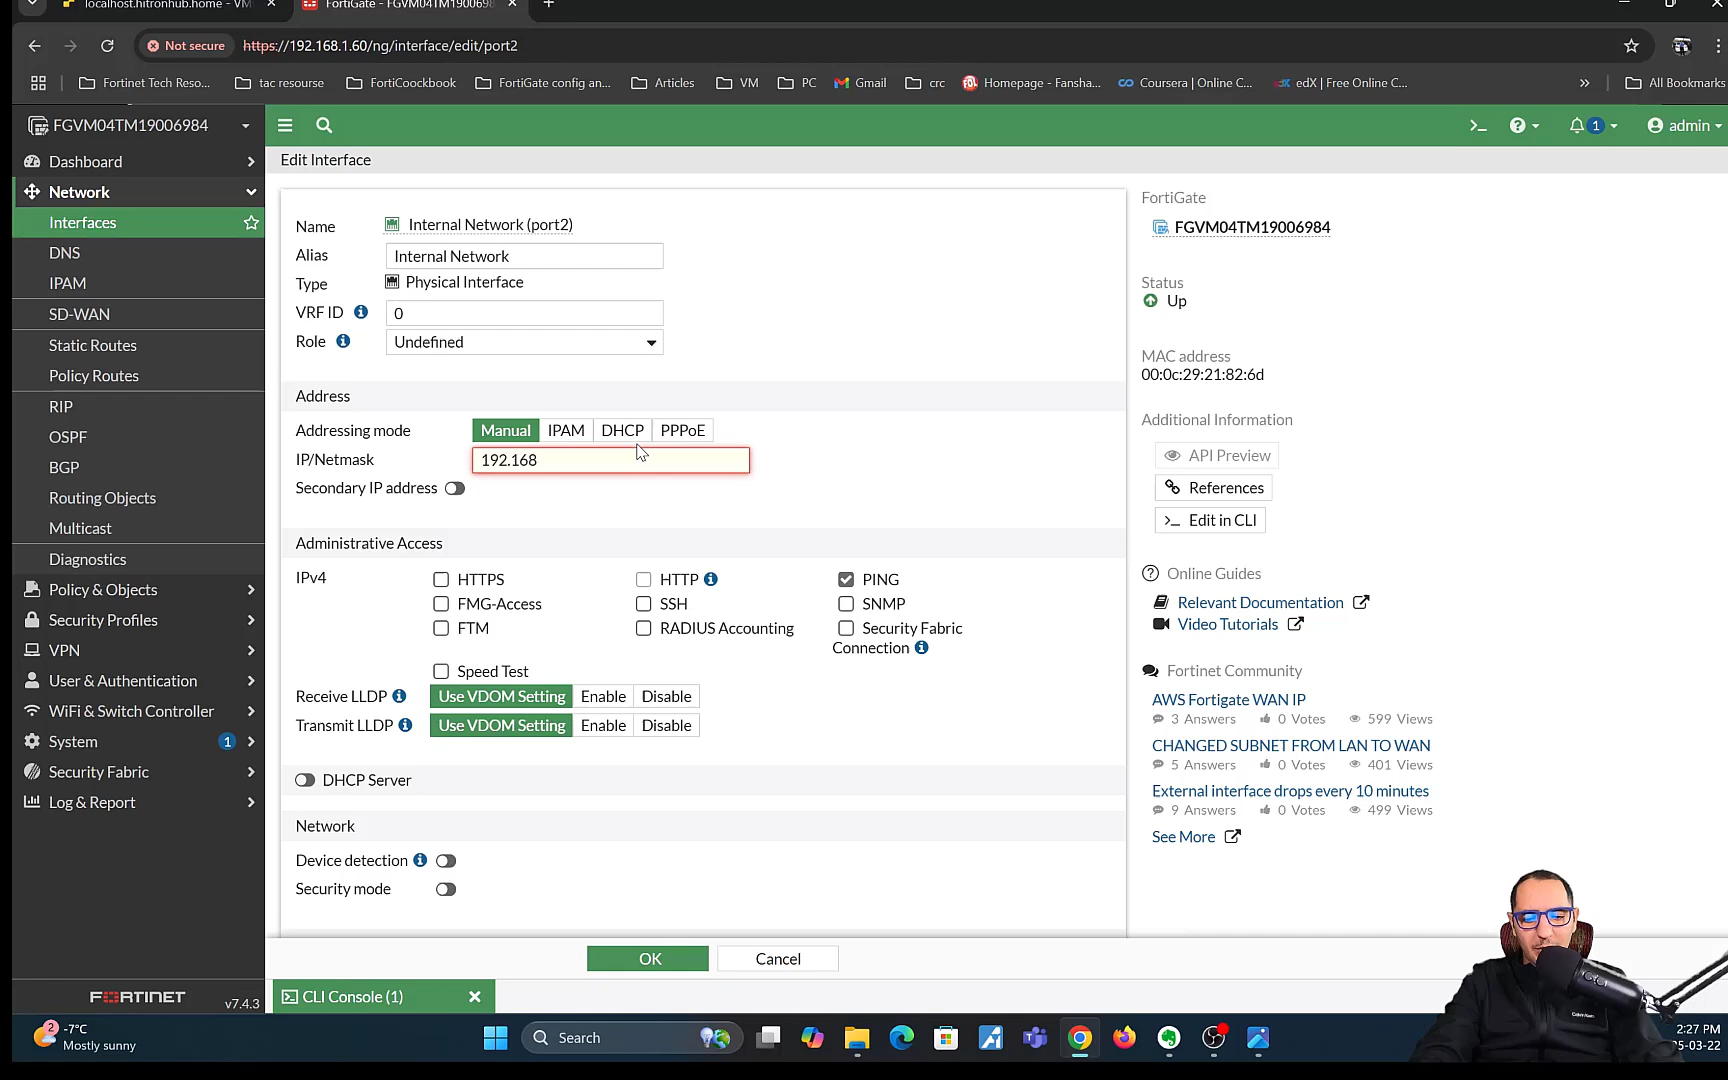 localhost.hitronhub.home - VM
FortiGate - FGVM04TM1900698
Not secure
https://192.168.1.60/ng/interface/edit/port2
Fortinet Tech Reso...
tac resourse
FortiCoockbook
FortiGate config an...
Articles
VM
PC
Gmail
crc
Homepage - Fansha...
Coursera | Online C...
edX | Free Online C...
»
All Bookmarks
FGVM04TM19006984
1
admin
Dashboard
Network
Interfaces
DNS
IPAM
SD-WAN
Static Routes
Policy Routes
RIP
OSPF
BGP
Routing Objects
Multicast
Diagnostics
Policy & Objects
Security Profiles
VPN
User & Authentication
WiFi & Switch Controller
System 1
Security Fabric
Log & Report
FORTINET v7.4.3
Edit Interface
Name Internal Network (port2)
Alias Internal Network
Type Physical Interface
VRF ID 0
Role Undefined
Address
Addressing mode Manual IPAM DHCP PPPoE
IP/Netmask 192.168
Secondary IP address
Administrative Access
IPv4 HTTPS HTTP PING
FMG-Access SSH SNMP
FTM RADIUS Accounting Security Fabric
Connection
Speed Test
Receive LLDP Use VDOM Setting Enable Disable
Transmit LLDP Use VDOM Setting Enable Disable
DHCP Server
Network
Device detection
Security mode
OK Cancel
CLI Console (1)
FortiGate
FGVM04TM19006984
Status
Up
MAC address
00:0c:29:21:82:6d
Additional Information
API Preview
References
Edit in CLI
Online Guides
Relevant Documentation
Video Tutorials
Fortinet Community
AWS Fortigate WAN IP
3 Answers 0 Votes 599 Views
CHANGED SUBNET FROM LAN TO WAN
5 Answers 0 Votes 401 Views
External interface drops every 10 minutes
9 Answers 0 Votes 499 Views
See More
2
-7°C
Mostly sunny
Search
2:27 PM
25-03-22